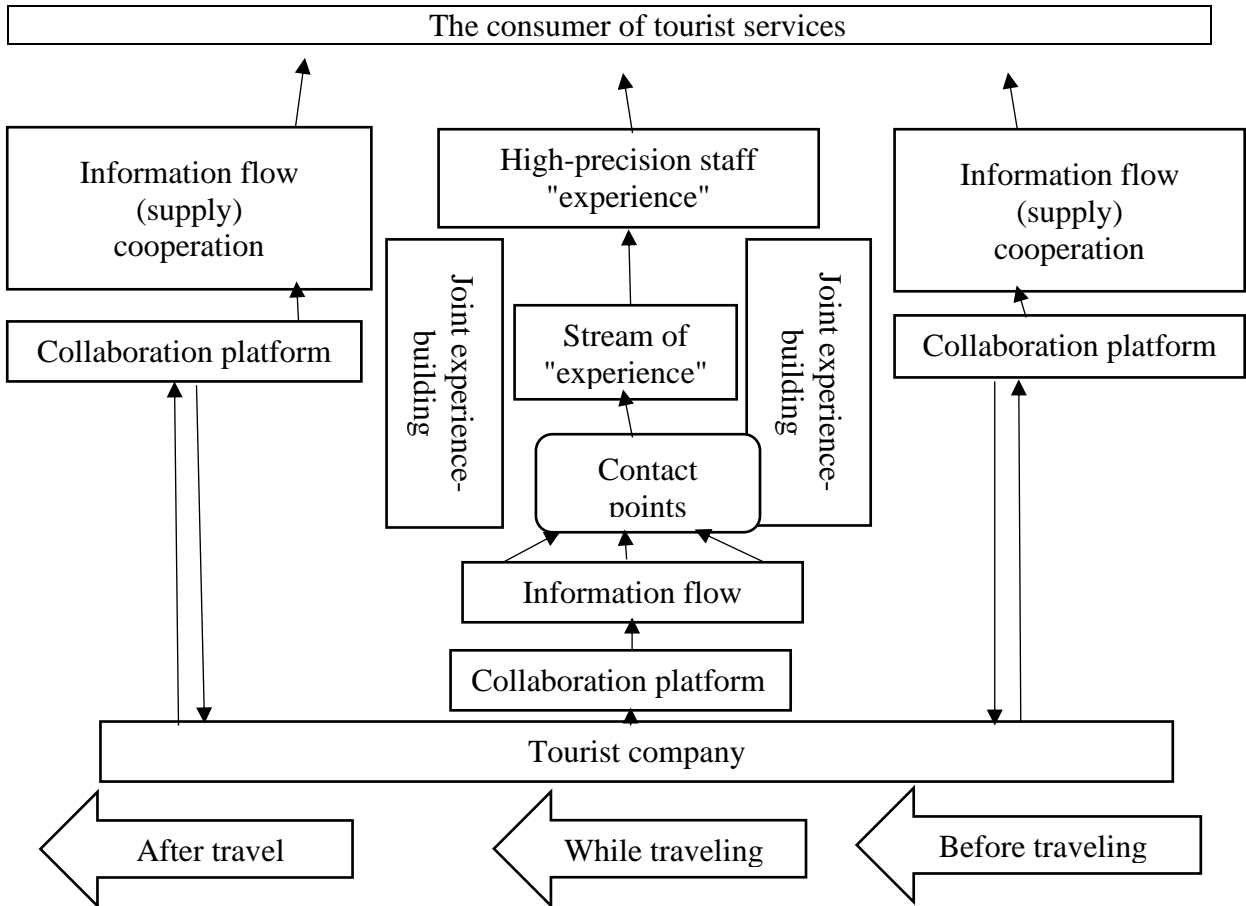 The consumer of tourist services
Information flow
(supply)
cooperation
High-precision staff
"experience"
Information flow
(supply)
cooperation
Joint experience-
building
Joint experience-
building
Stream of
"experience"
Collaboration platform
Collaboration platform
Contact
points
Information flow
Collaboration platform
Tourist company
After travel
While traveling
Before traveling